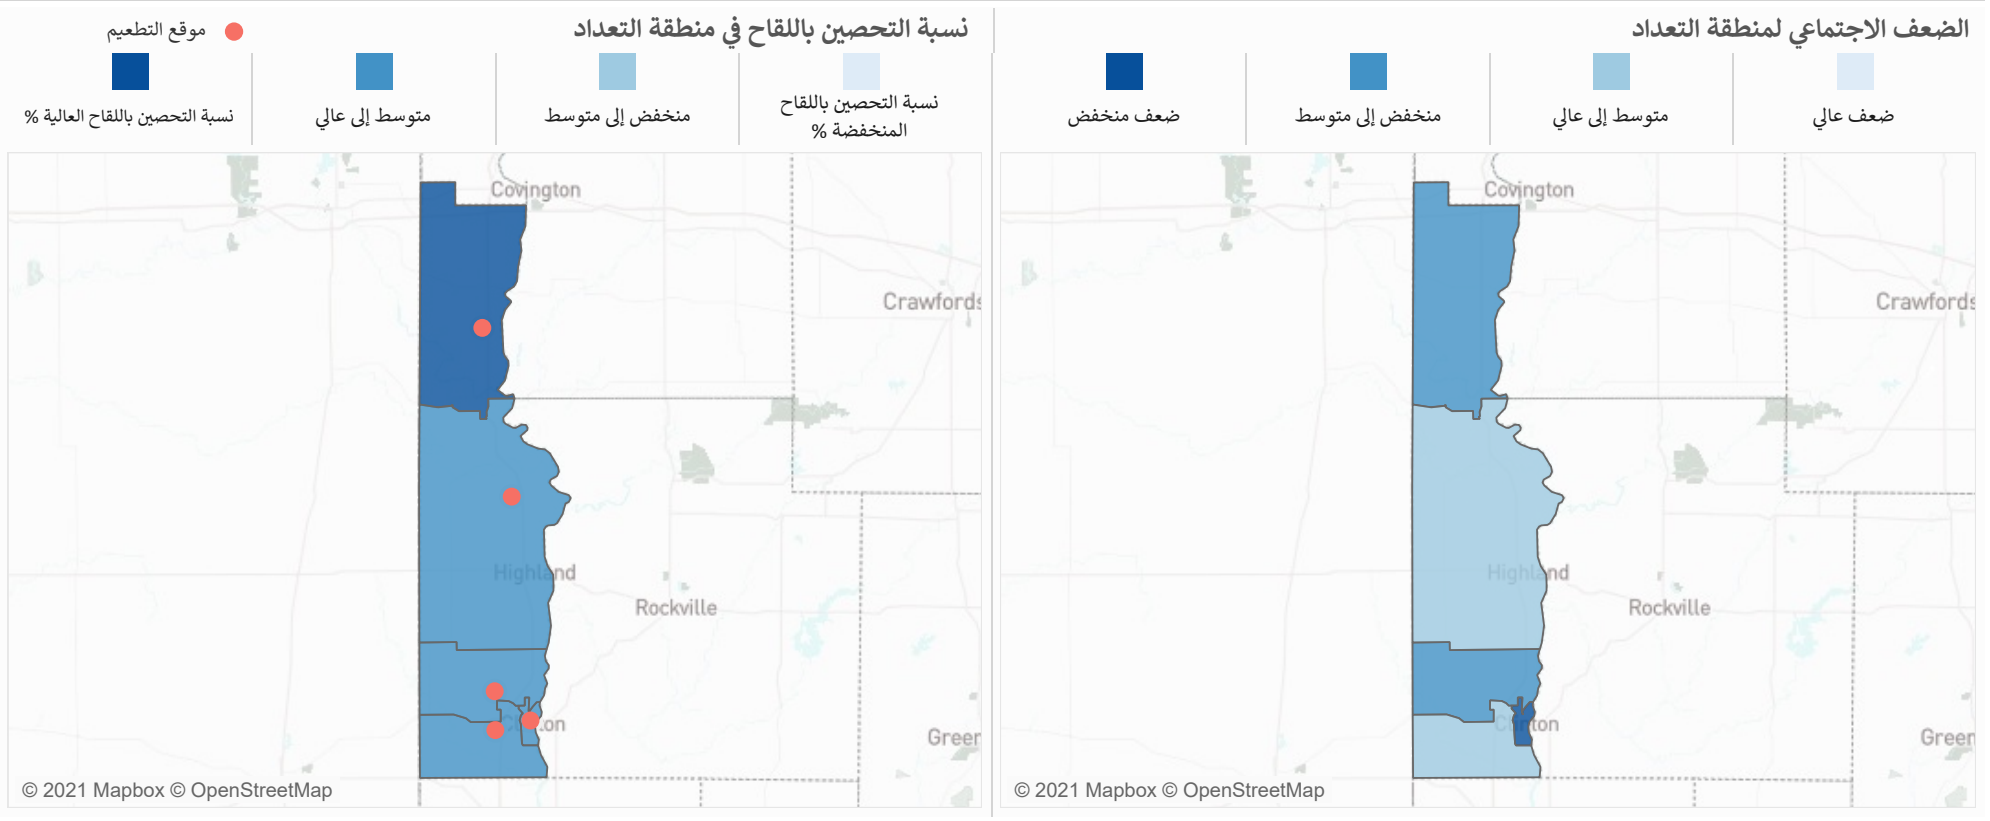 الضعف الاجتماعي لمنطقة التعداد
ضعف عالي
متوسط إلى عالي
منخفض إلى متوسط
ضعف منخفض
Covington
Crawfords
Highland
Rockville
Clinton
Green
© 2021 Mapbox © OpenStreetMap
نسبة التحصين باللقاح في منطقة التعداد
موقع التطعيم
نسبة التحصين باللقاح
المنخفضة %
منخفض إلى متوسط
متوسط إلى عالي
نسبة التحصين باللقاح العالية %
Covington
Crawfords
Highland
Rockville
Clinton
Green
© 2021 Mapbox © OpenStreetMap